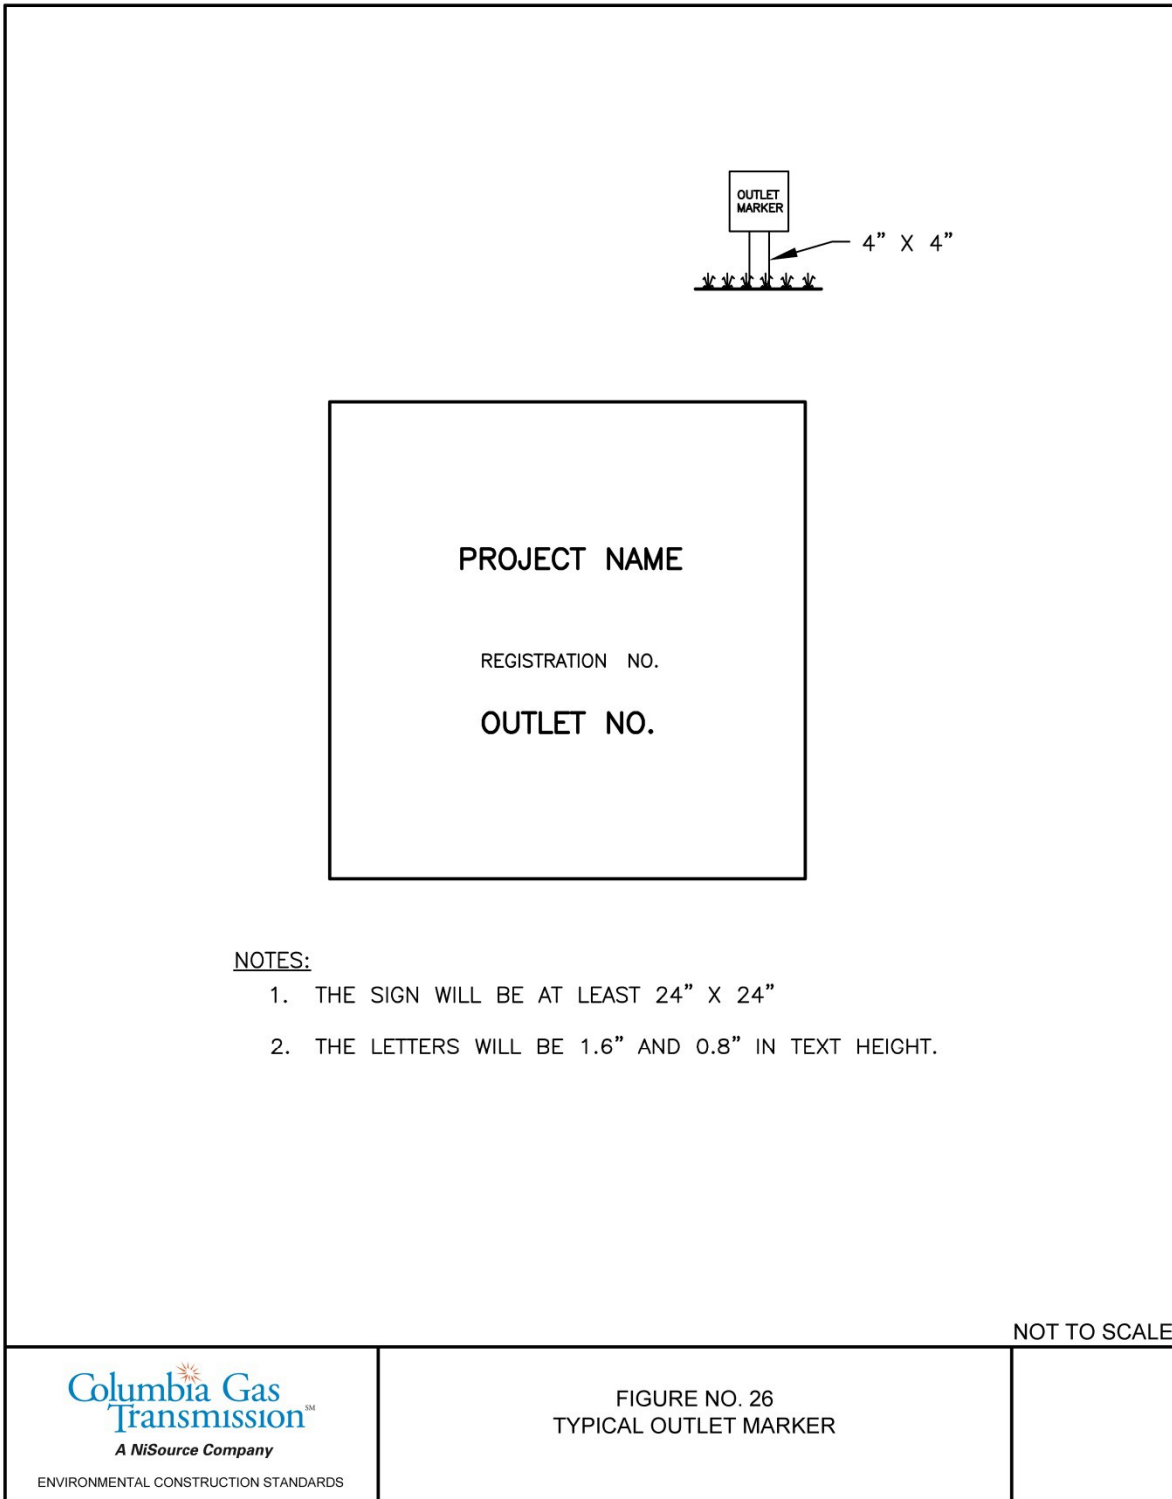 OUTLET
MARKER
4” X 4”
PROJECT NAME
REGISTRATION NO.
OUTLET NO.
NOTES:
1. THE SIGN WILL BE AT LEAST 24” X 24”
2. THE LETTERS WILL BE 1.6” AND 0.8” IN TEXT HEIGHT.
NOT TO SCALE
Columbia Gas
Transmission℠
A NiSource Company
ENVIRONMENTAL CONSTRUCTION STANDARDS
FIGURE NO. 26
TYPICAL OUTLET MARKER